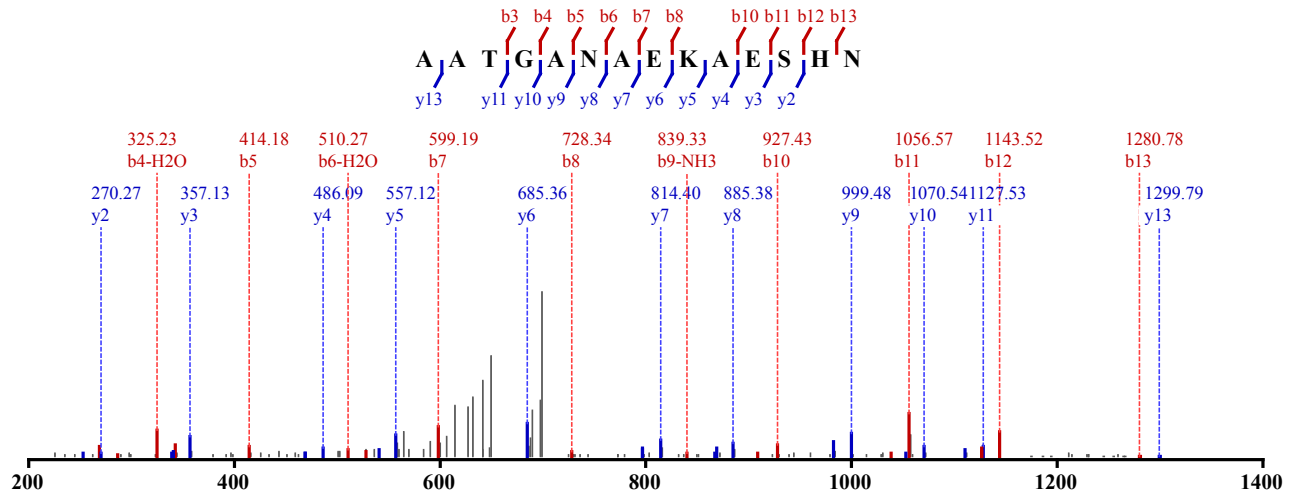 b3 b4 b5 b6 b7 b8 b10 b11 b12 b13
A A T G A N A E K A E S H N
y13 y11 y10 y9 y8 y7 y6 y5 y4 y3 y2
325.23 414.18 510.27 599.19 728.34 839.33 927.43 1056.57 1143.52 1280.78
b4-H2O b5 b6-H2O b7 b8 b9-NH3 b10 b11 b12 b13
270.27 357.13 486.09 557.12 685.36 814.40 885.38 999.48 1070.54 1127.53 1299.79
y2 y3 y4 y5 y6 y7 y8 y9 y10 y11 y13
200 400 600 800 1000 1200 1400